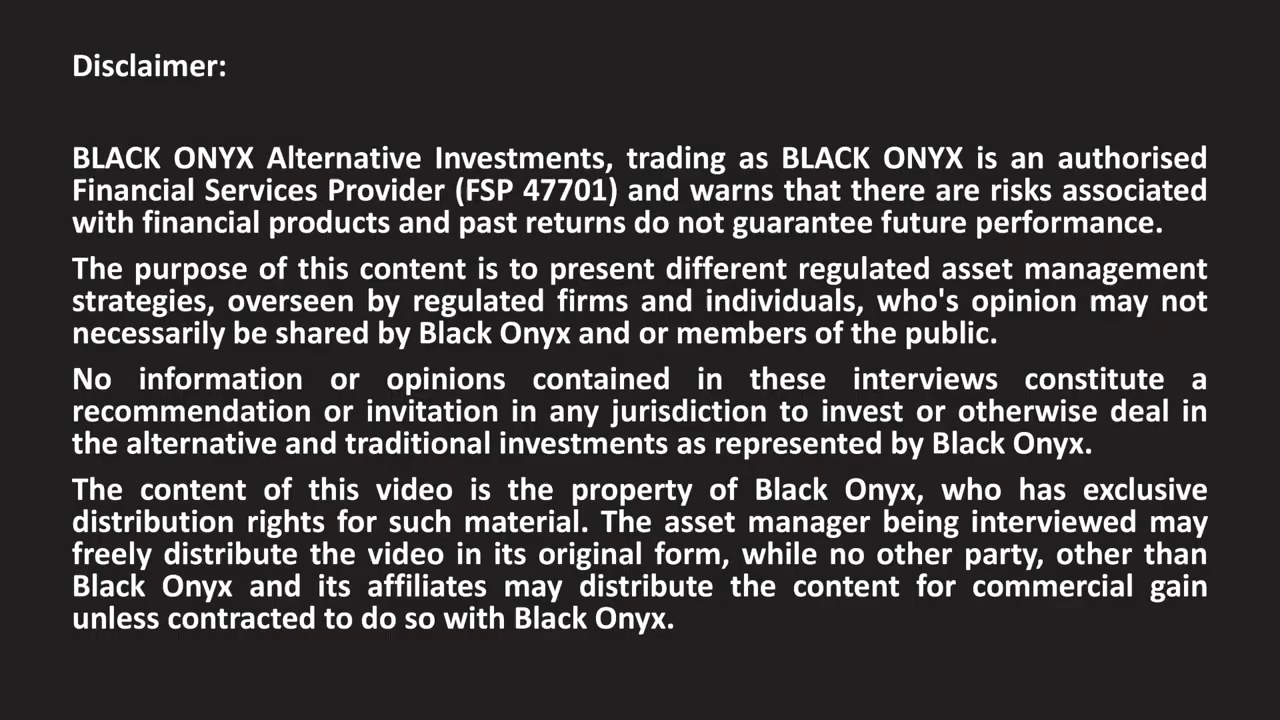 Disclaimer:
BLACK ONYX Alternative Investments, trading as BLACK ONYX is an authorised
Financial Services Provider (FSP 47701) and warns that there are risks associated
with financial products and past returns do not guarantee future performance.
The purpose of this content is to present different regulated asset management
strategies, overseen by regulated firms and individuals, who's opinion may not
necessarily be shared by Black Onyx and or members of the public.
No information or opinions contained in these interviews constitute a
recommendation or invitation in any jurisdiction to invest or otherwise deal in
the alternative and traditional investments as represented by Black Onyx.
The content of this video is the property of Black Onyx, who has exclusive
distribution rights for such material. The asset manager being interviewed may
freely distribute the video in its original form, while no other party, other than
Black Onyx and its affiliates may distribute the content for commercial gain
unless contracted to do so with Black Onyx.